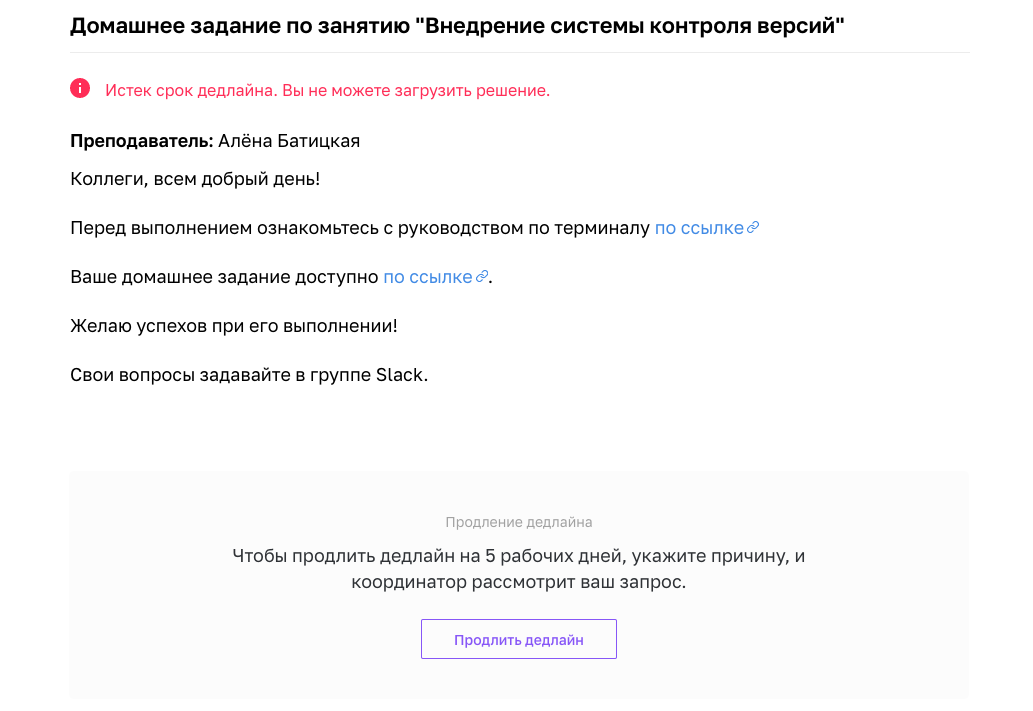 Домашнее задание по занятию "Внедрение системы контроля версий"
Истек срок дедлайна. Вы не можете загрузить решение.
Преподаватель: Алёна Батицкая
Коллеги, всем добрый день!
Перед выполнением ознакомьтесь с руководством по терминалу по ссылке
Ваше домашнее задание доступно по ссылке.
Желаю успехов при его выполнении!
Свои вопросы задавайте в группе Slack.
Продление дедлайна
Чтобы продлить дедлайн на 5 рабочих дней, укажите причину, и
координатор рассмотрит ваш запрос.
Продлить дедлайн